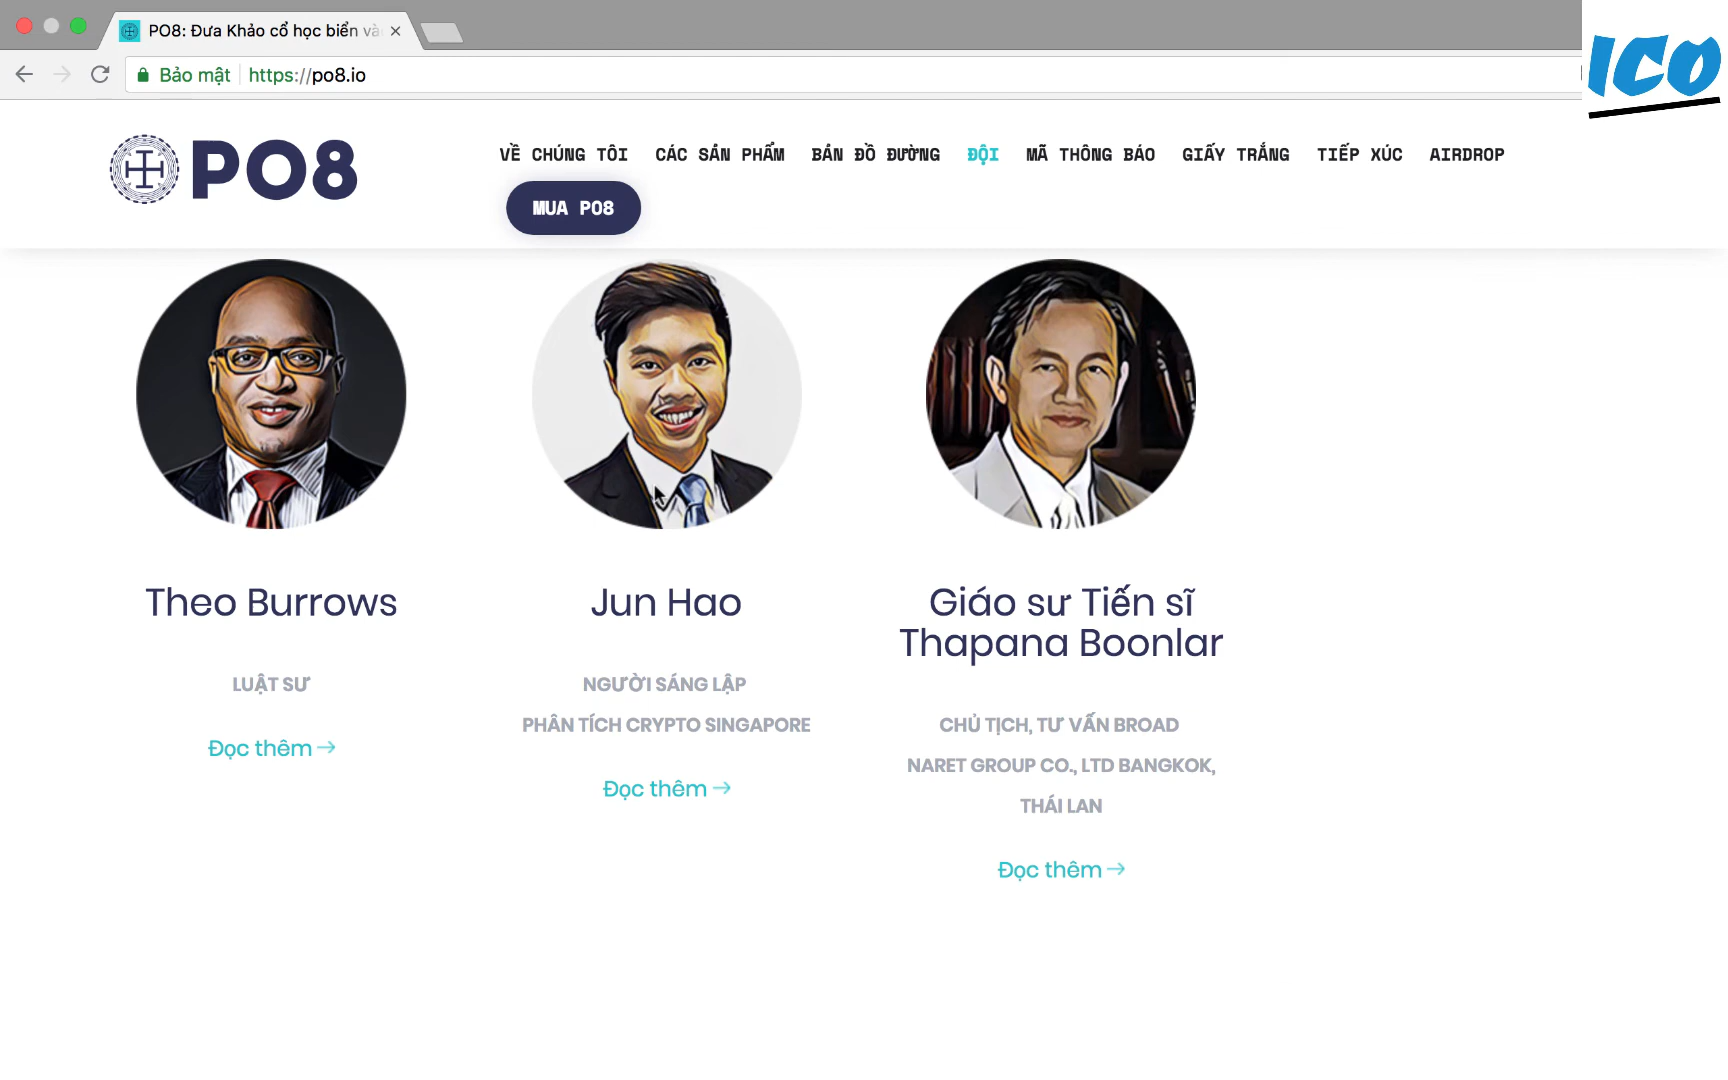 PO8: Đưa Khảo cổ học biển và
Bảo mật https://po8.io
ICO
PO8
VỀ CHÚNG TÔI CÁC SẢN PHẨM BẢN ĐỒ ĐƯỜNG ĐỘI MÃ THÔNG BÁO GIẤY TRẮNG TIẾP XÚC AIRDROP
MUA PO8
Theo Burrows
LUẬT SƯ
Đọc thêm →
Jun Hao
NGƯỜI SÁNG LẬP
PHÂN TÍCH CRYPTO SINGAPORE
Đọc thêm →
Giáo sư Tiến sĩ
Thapana Boonlar
CHỦ TỊCH, TƯ VẤN BROAD
NARET GROUP CO., LTD BANGKOK,
THÁI LAN
Đọc thêm →